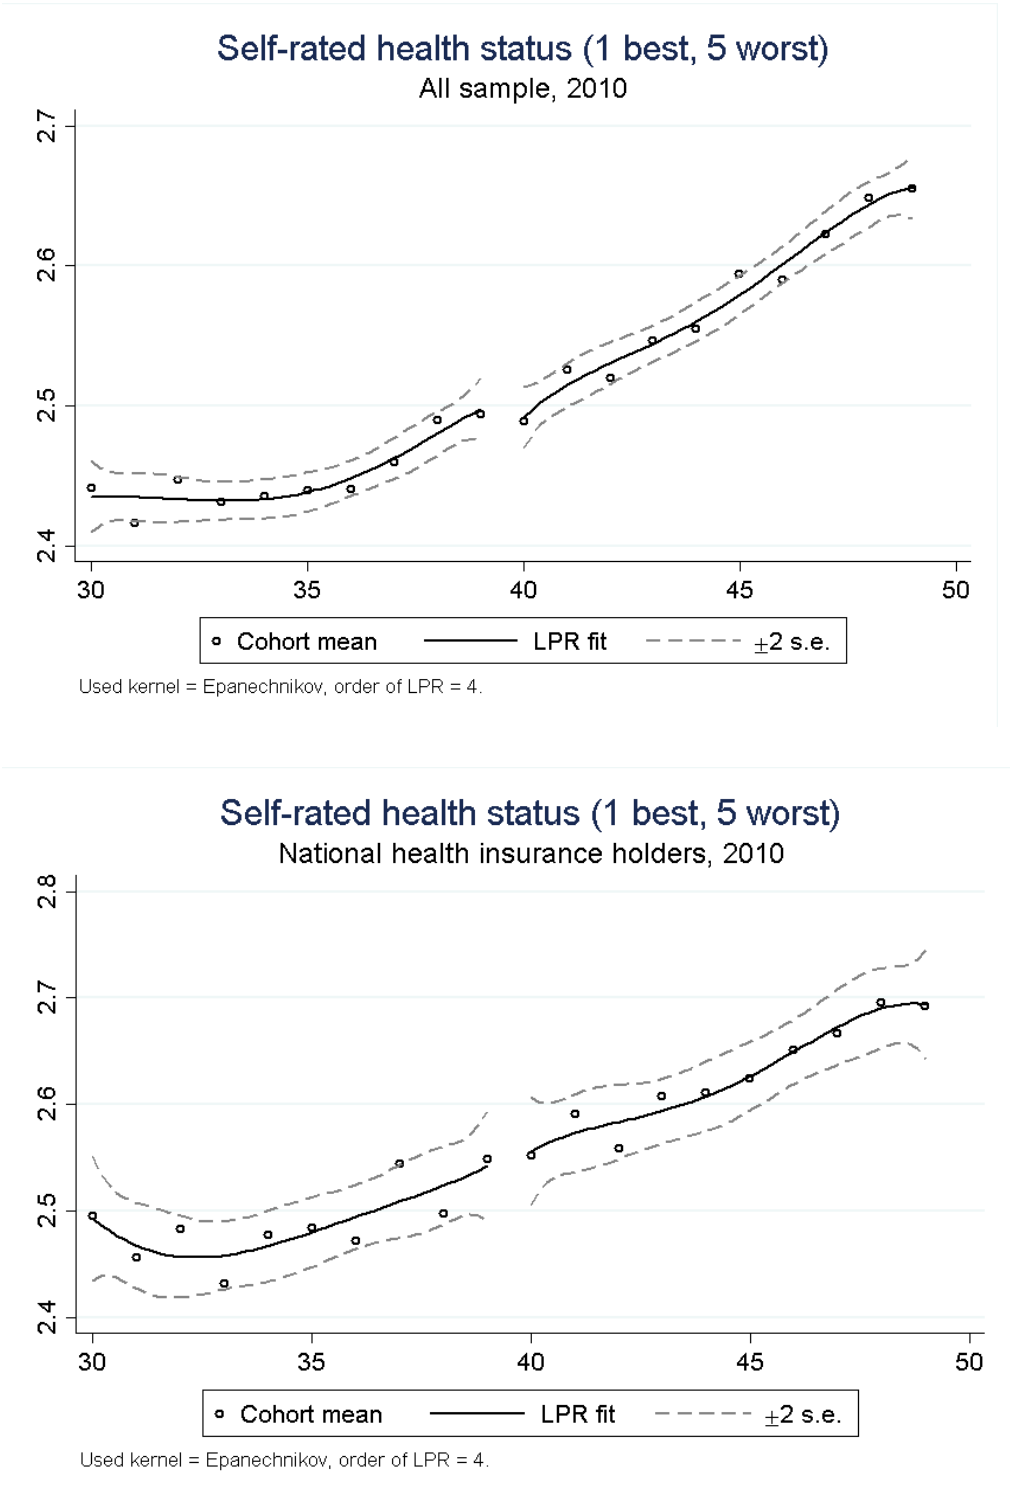 Self-rated health status (1 best, 5 worst)
All sample, 2010
2.7
2.6
2.5
2.4
30 35 40 45 50
Cohort mean LPR fit ±2 s.e.
Used kernel = Epanechnikov, order of LPR = 4.
Self-rated health status (1 best, 5 worst)
National health insurance holders, 2010
2.8
2.7
2.6
2.5
2.4
30 35 40 45 50
Cohort mean LPR fit ±2 s.e.
Used kernel = Epanechnikov, order of LPR = 4.